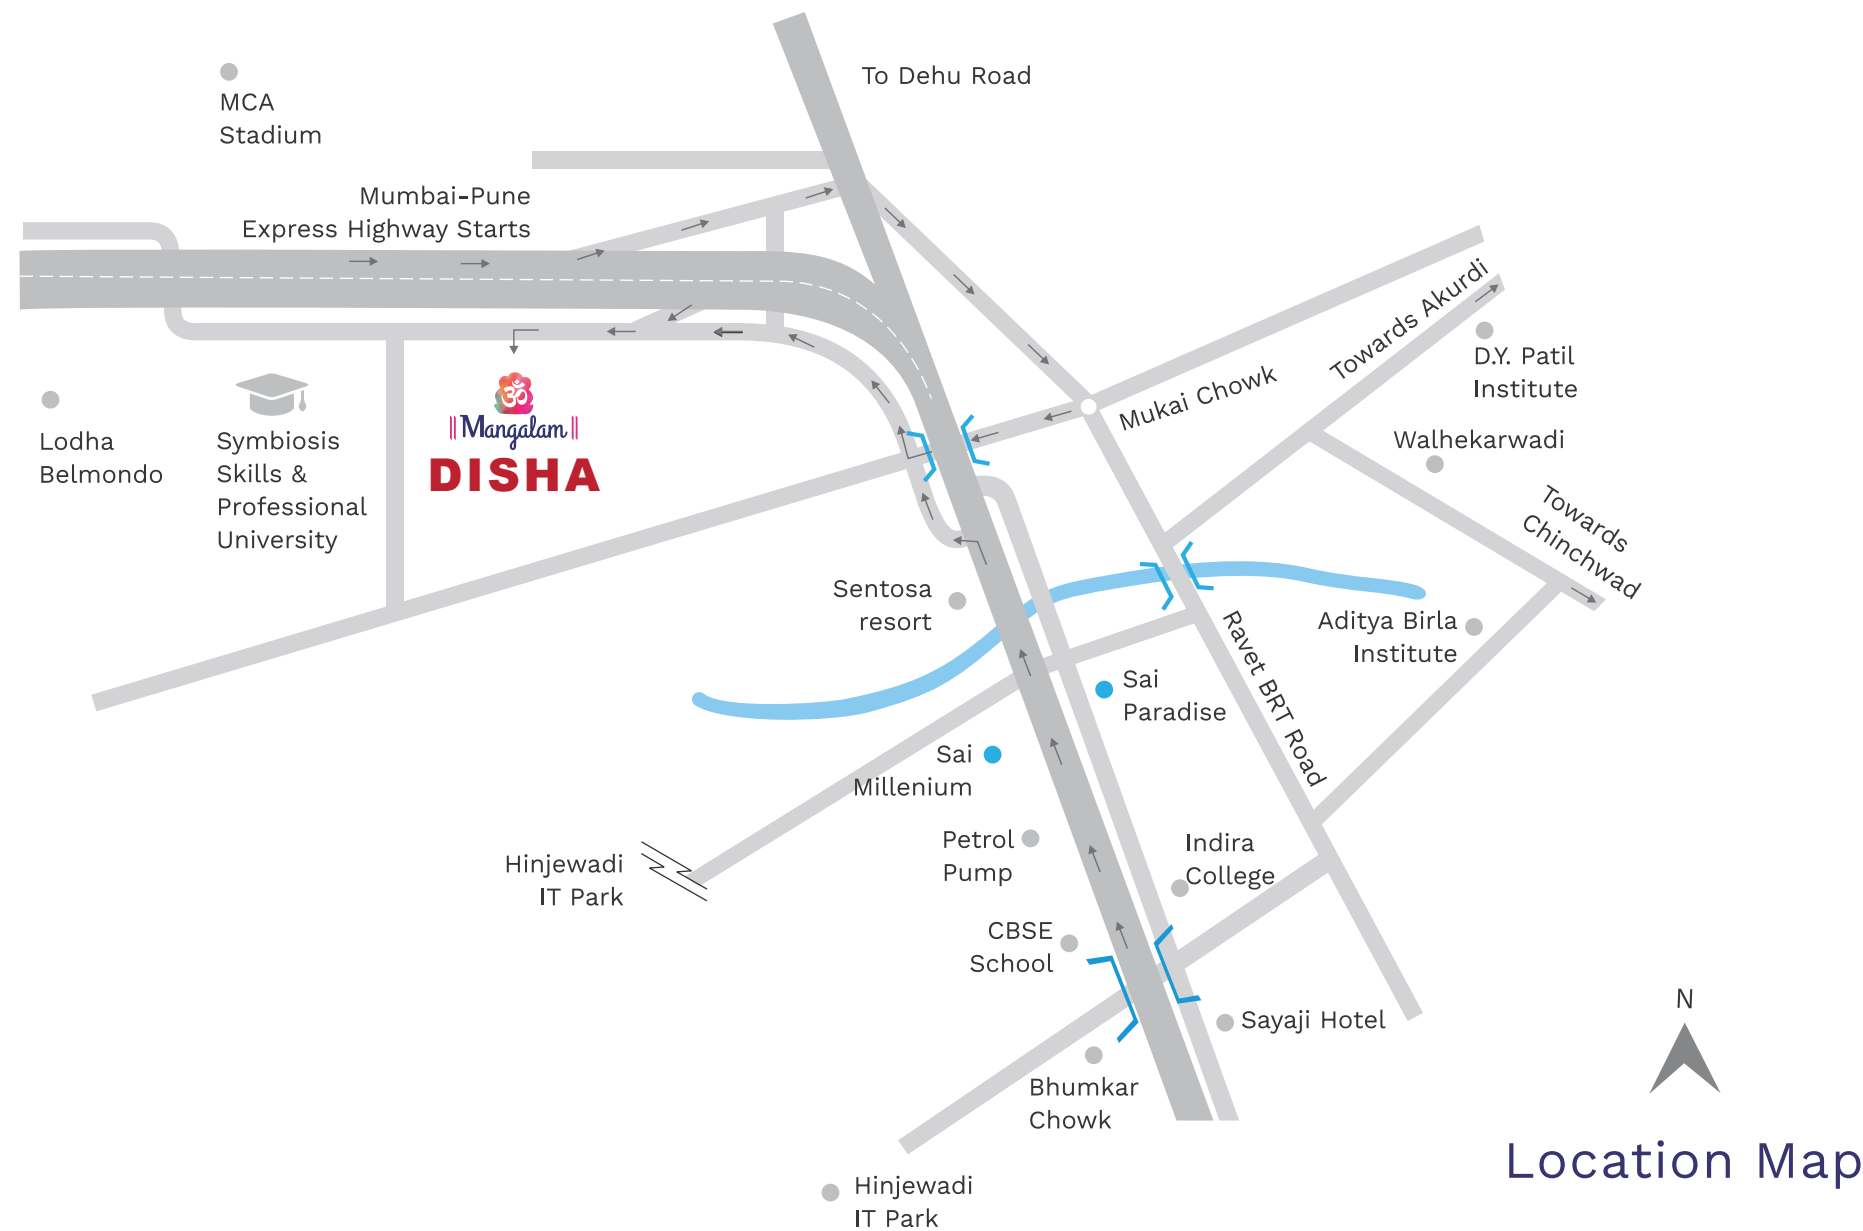 To Dehu Road
MCA
Stadium
Mumbai-Pune
Express Highway Starts
Towards Akurdi
D.Y. Patil
Institute
Mukai Chowk
Walhekarwadi
Lodha
Belmondo
Symbiosis
Skills &
Professional
University
ॐ
Mangalam
DISHA
Towards
Chinchwad
Sentosa
resort
Aditya Birla
Institute
Ravet BRT Road
Sai
Paradise
Sai
Millenium
Petrol
Pump
Indira
College
Hinjewadi
IT Park
CBSE
School
Sayaji Hotel
Bhumkar
Chowk
Hinjewadi
IT Park
N
Location Map